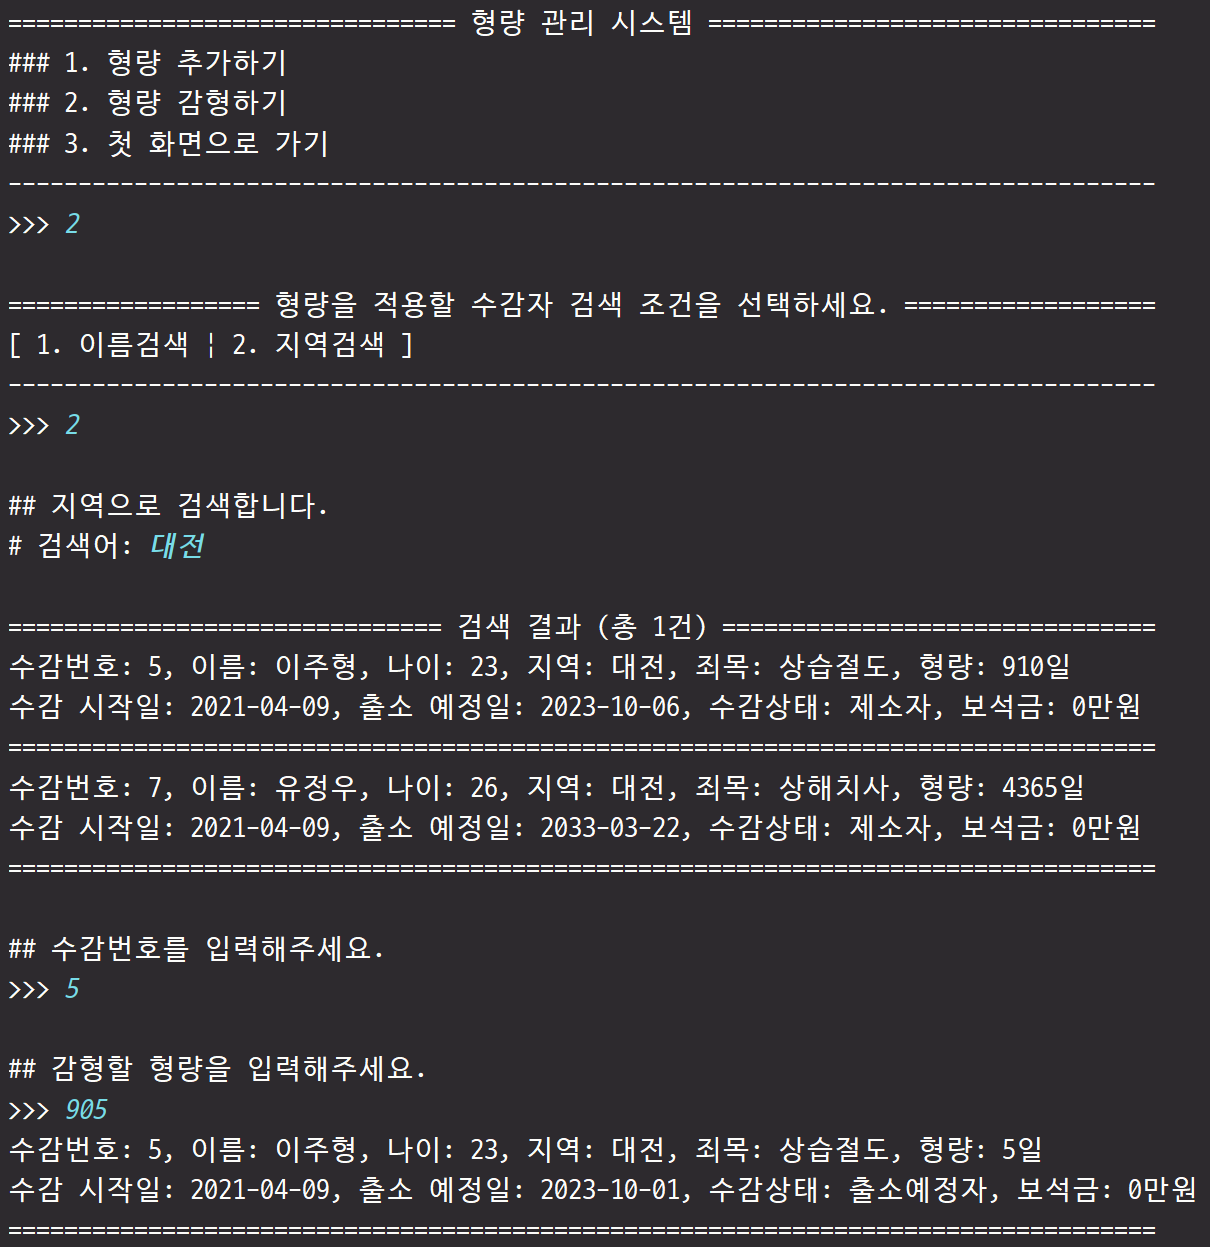 ================================ 형량 관리 시스템 ================================
### 1. 형량 추가하기
### 2. 형량 감형하기
### 3. 첫 화면으로 가기
----------------------------------------------------------------------------------
>>> 2
================== 형량을 적용할 수감자 검색 조건을 선택하세요. ==================
[ 1. 이름검색 ¦ 2. 지역검색 ]
----------------------------------------------------------------------------------
>>> 2
## 지역으로 검색합니다.
# 검색어: 대전
=============================== 검색 결과 (총 1건) ===============================
수감번호: 5, 이름: 이주형, 나이: 23, 지역: 대전, 죄목: 상습절도, 형량: 910일
수감 시작일: 2021-04-09, 출소 예정일: 2023-10-06, 수감상태: 제소자, 보석금: 0만원
==================================================================================
수감번호: 7, 이름: 유정우, 나이: 26, 지역: 대전, 죄목: 상해치사, 형량: 4365일
수감 시작일: 2021-04-09, 출소 예정일: 2033-03-22, 수감상태: 제소자, 보석금: 0만원
==================================================================================
## 수감번호를 입력해주세요.
>>> 5
## 감형할 형량을 입력해주세요.
>>> 905
수감번호: 5, 이름: 이주형, 나이: 23, 지역: 대전, 죄목: 상습절도, 형량: 5일
수감 시작일: 2021-04-09, 출소 예정일: 2023-10-01, 수감상태: 출소예정자, 보석금: 0만원
==================================================================================